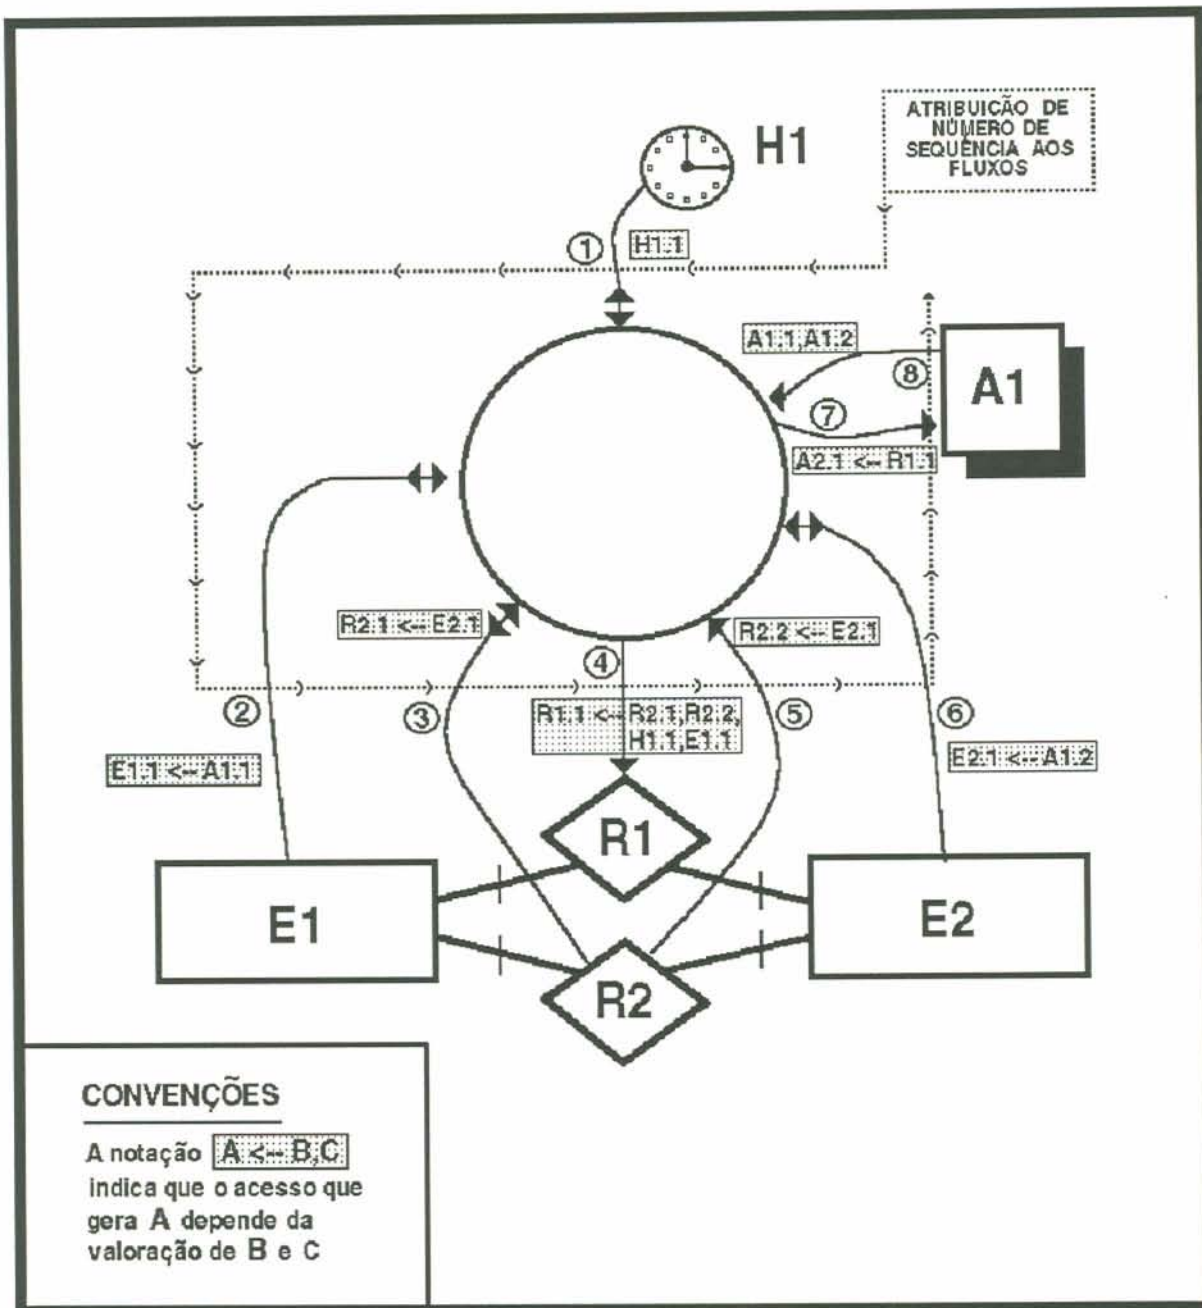 ATRIBUIÇÃO DE
NÚMERO DE
SEQUÊNCIA AOS
FLUXOS
H1
1
H1.1
A1.1,A1.2
8
A1
7
A2.1 <-- R1.1
R2.1 <-- E2.1
R2.2 <-- E2.1
4
2
3
R1.1 <-- R2.1,R2.2,
H1.1,E1.1
5
6
E1.1 <-- A1.1
E2.1 <-- A1.2
R1
E1
E2
R2
CONVENÇÕES
A notação A <-- B,C
indica que o acesso que
gera A depende da
valoração de B e C